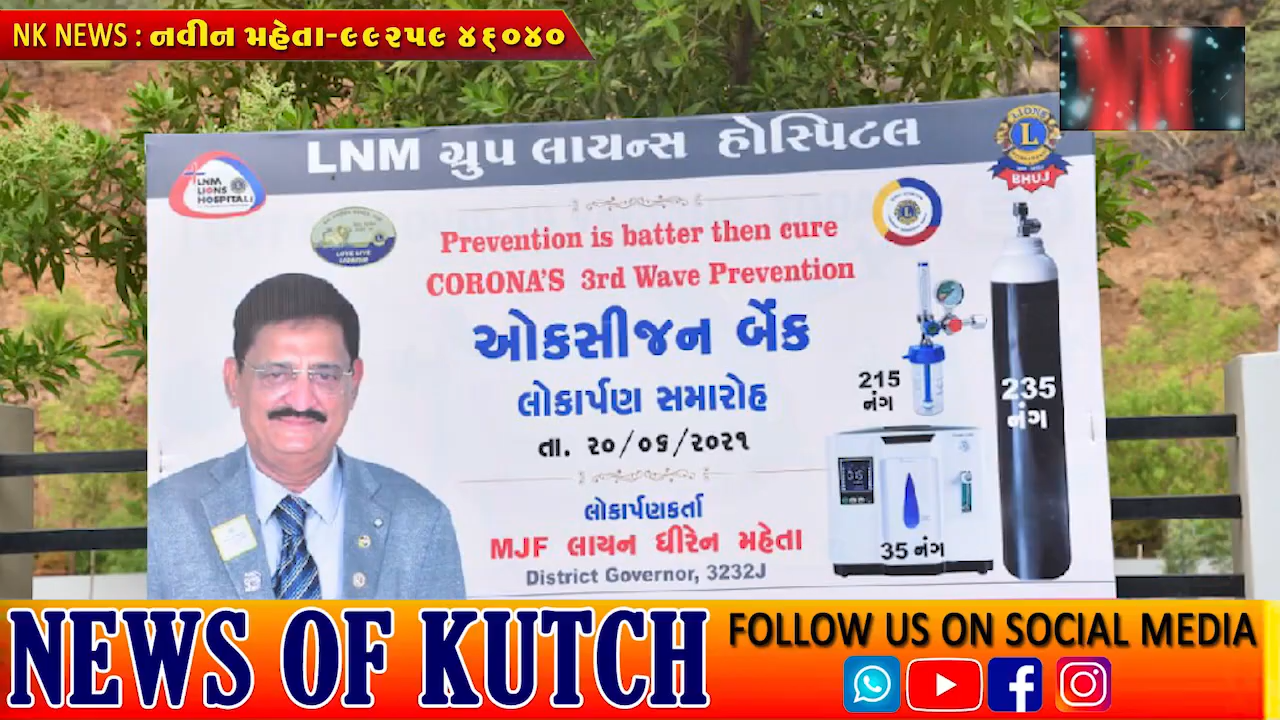 NK NEWS : નવીન મહેતા-૯૯૨૫૯ ૪૬૦૪૦
LNM ગ્રુપ લાયન્સ હોસ્પિટલ
LNM
LIONS
HOSPITAL
L
BHUJ
Prevention is batter then cure
CORONA'S 3rd Wave Prevention
ઓકસીજન બેંક
લોકાર્પણ સમારોહ
તા. ૨૦/૦૬/૨૦૨૧
લોકાર્પણકર્તા
MJF લાયન ધીરેન મહેતા
District Governor, 3232J
215
નંગ
235
નંગ
35 નંગ
NEWS OF KUTCH
FOLLOW US ON SOCIAL MEDIA